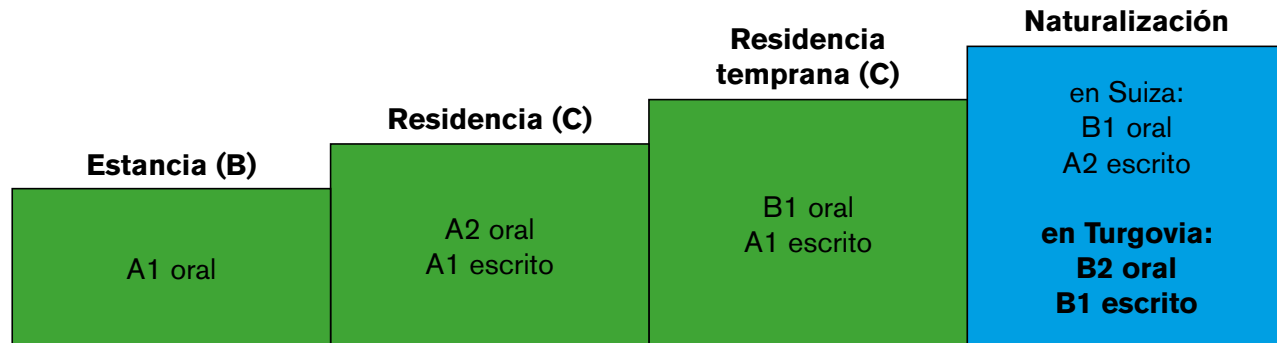 Estancia (B)
A1 oral
Residencia (C)
A2 oral
A1 escrito
Residencia
temprana (C)
B1 oral
A1 escrito
Naturalización
en Suiza:
B1 oral
A2 escrito
en Turgovia:
B2 oral
B1 escrito